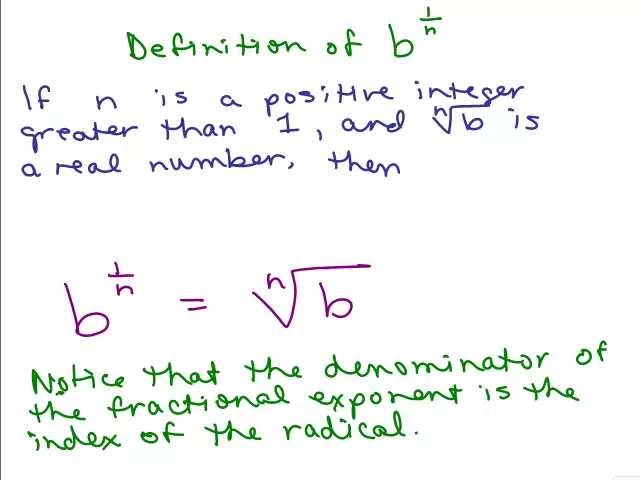 Definition of b^(1/n)
If n is a positive integer
greater than 1, and ⁿ√b is
a real number, then
b^(1/n) = ⁿ√b
Notice that the denominator of
the fractional exponent is the
index of the radical.